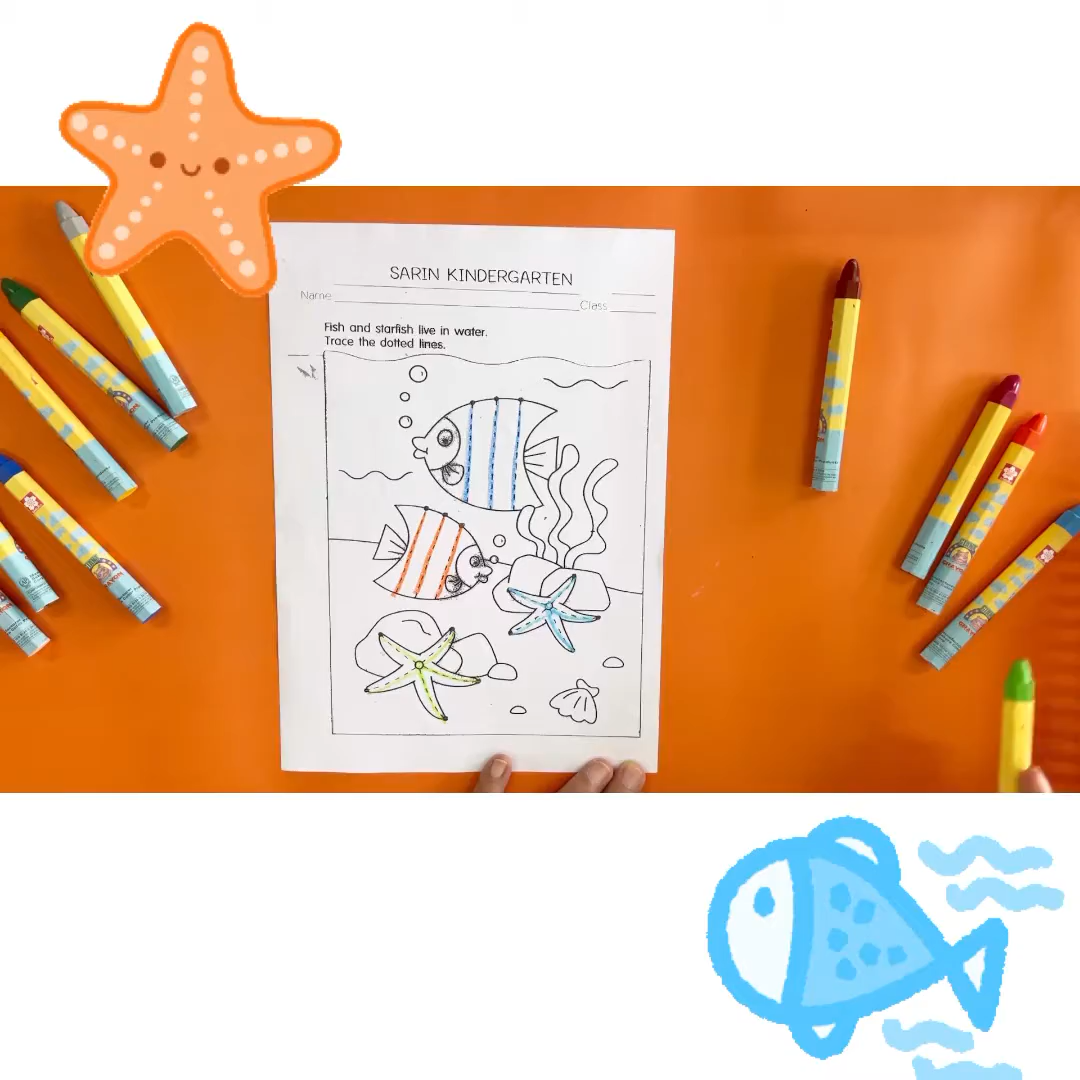 SARIN KINDERGARTEN
Name
Class
Fish and starfish live in water.
Trace the dotted lines.